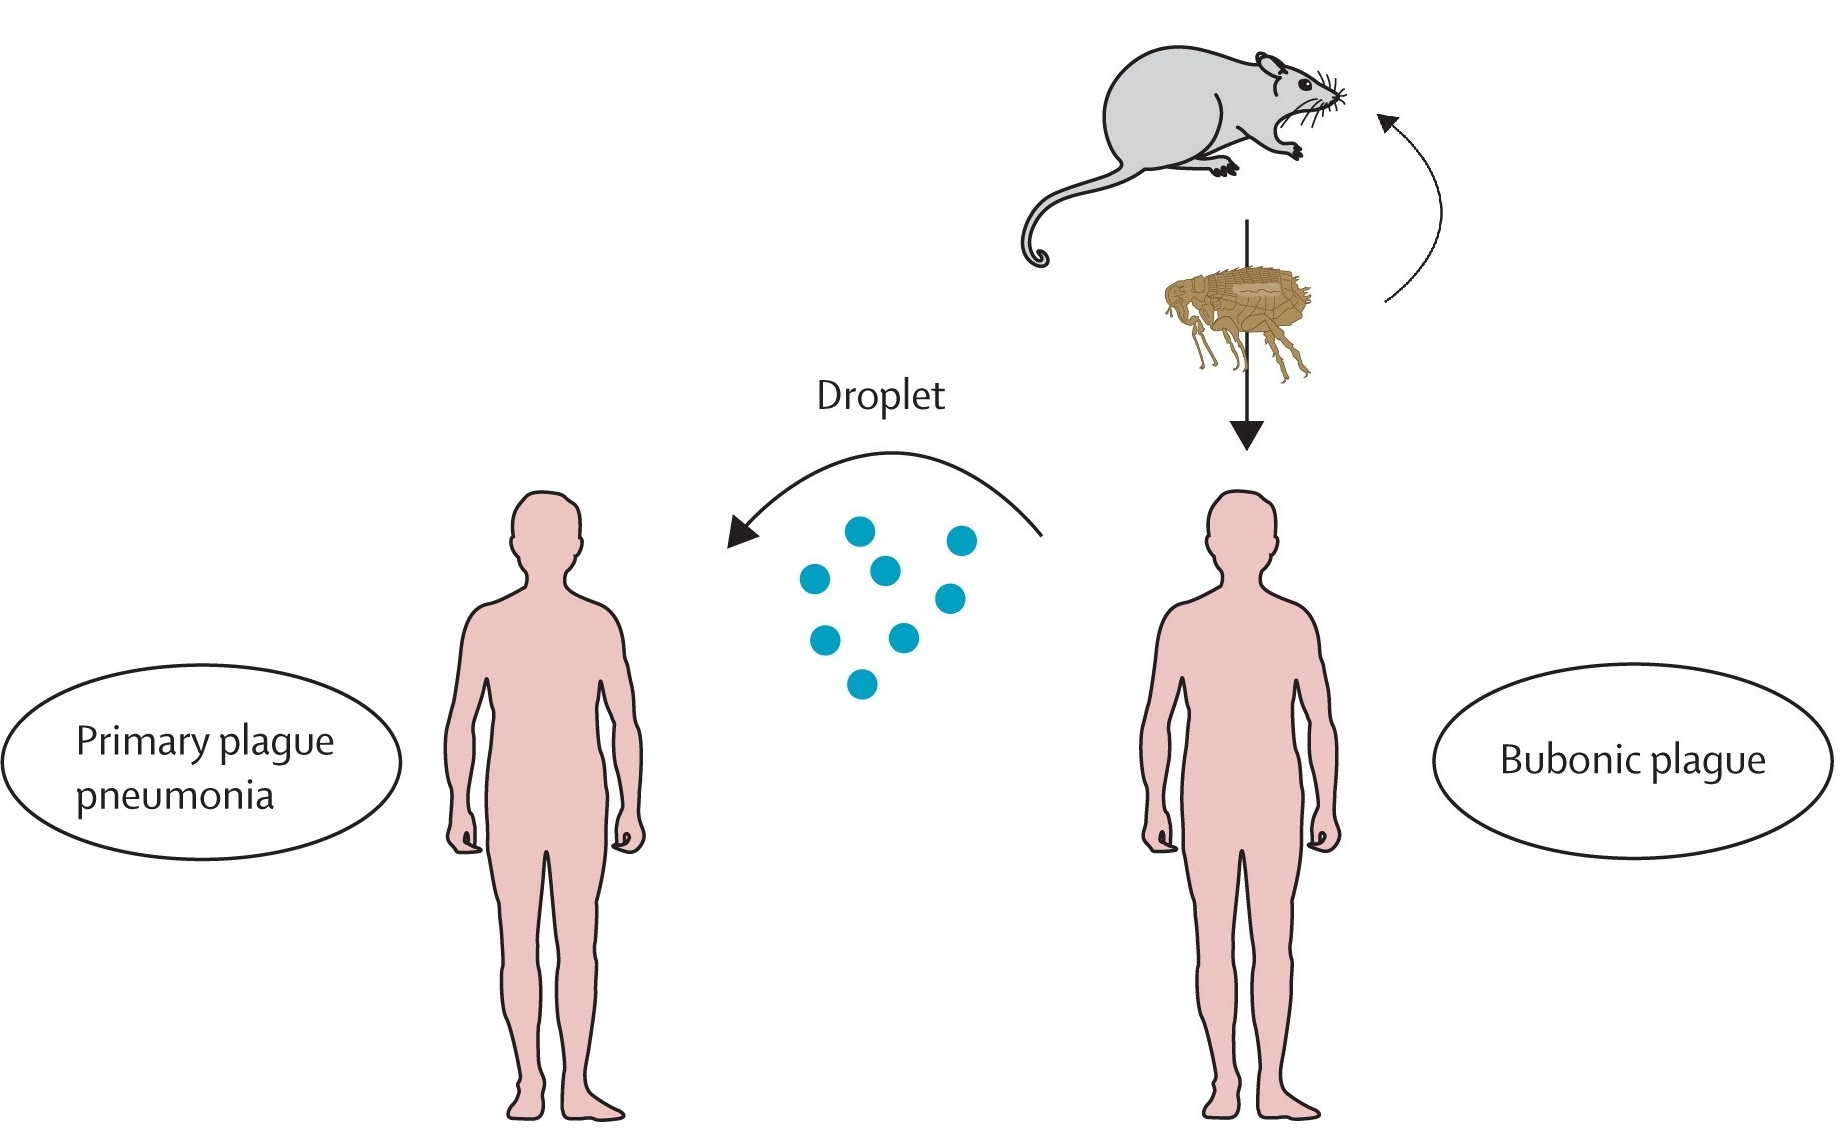 Droplet
Primary plague
pneumonia
Bubonic plague